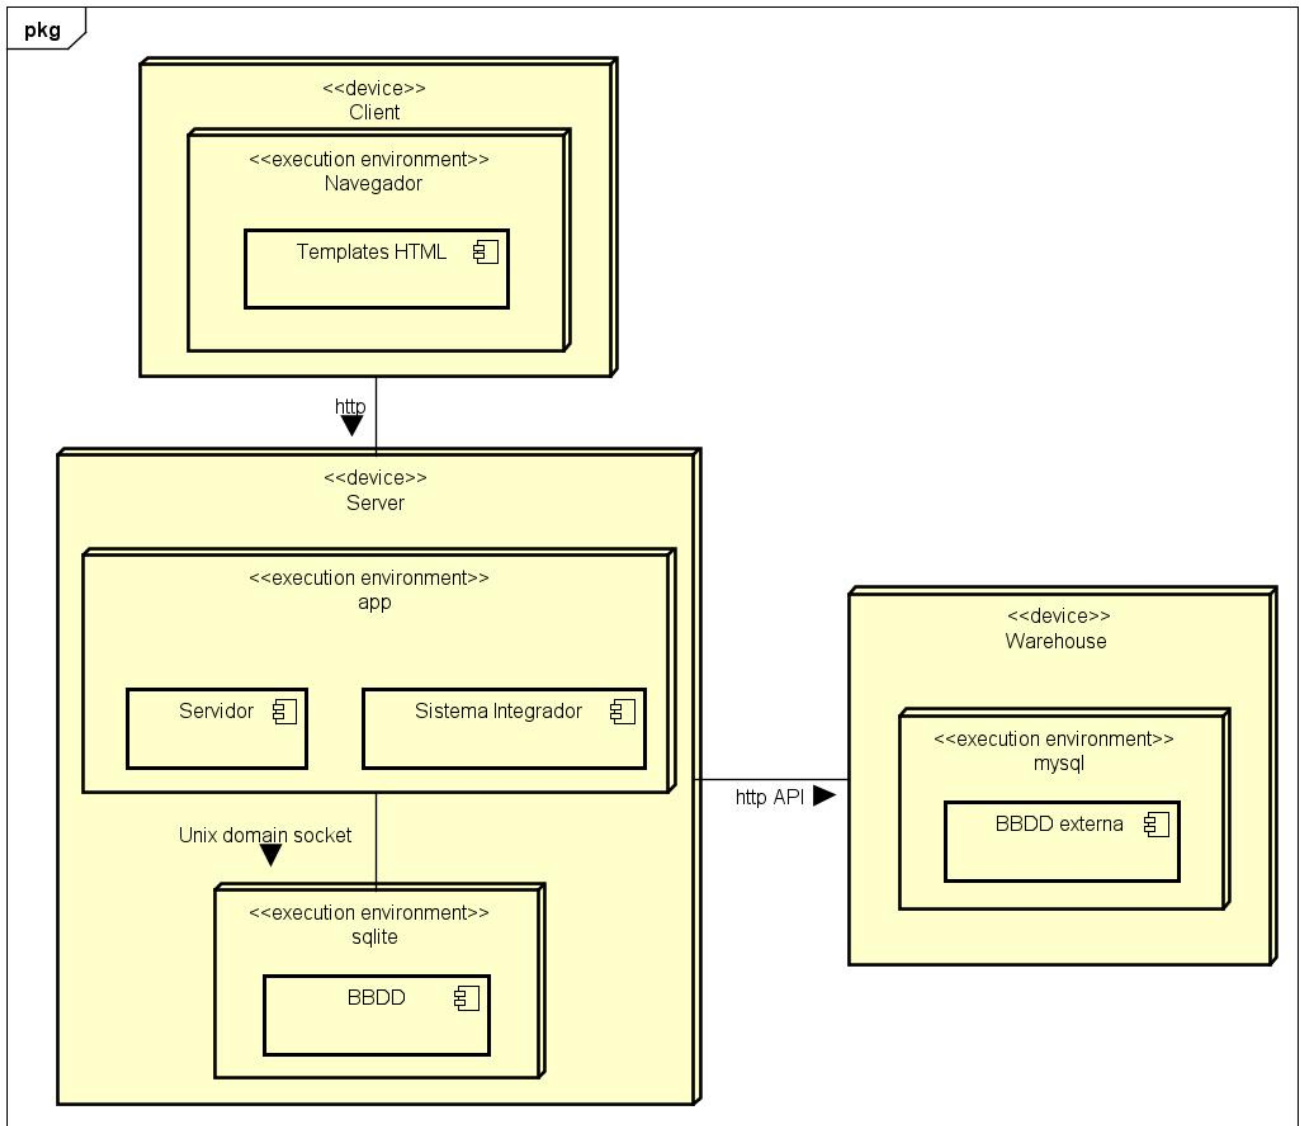 pkg
<<device>>
Client
<<execution environment>>
Navegador
Templates HTML
http
<<device>>
Server
<<execution environment>>
app
Servidor
Sistema Integrador
Unix domain socket
<<execution environment>>
sqlite
BBDD
http API
<<device>>
Warehouse
<<execution environment>>
mysql
BBDD externa